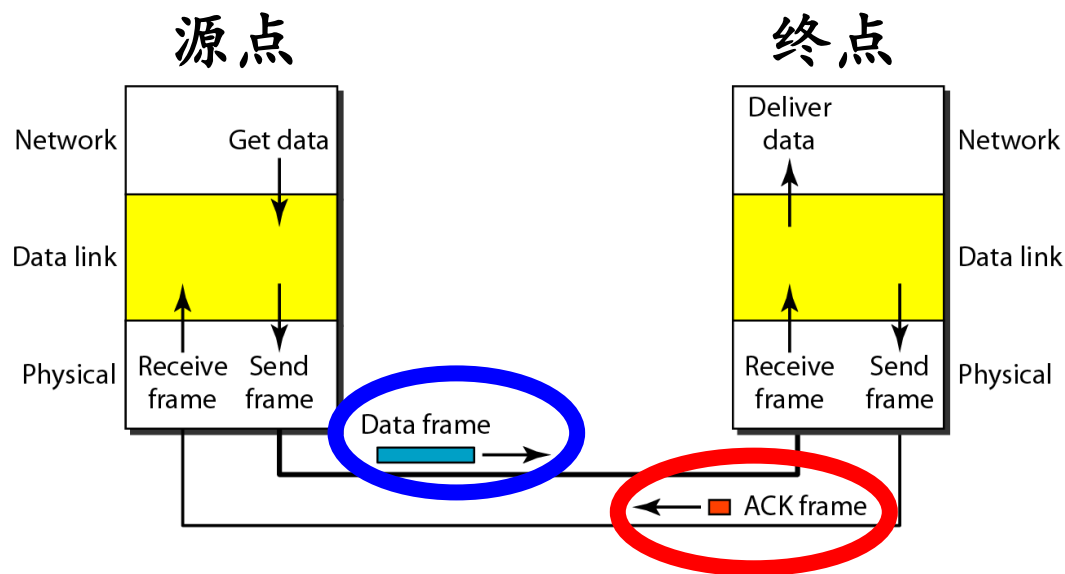 源点
终点
Network
Get data
Deliver
data
Network
Data link
Data link
Physical
Receive
frame
Send
frame
Receive
frame
Send
frame
Physical
Data frame
ACK frame